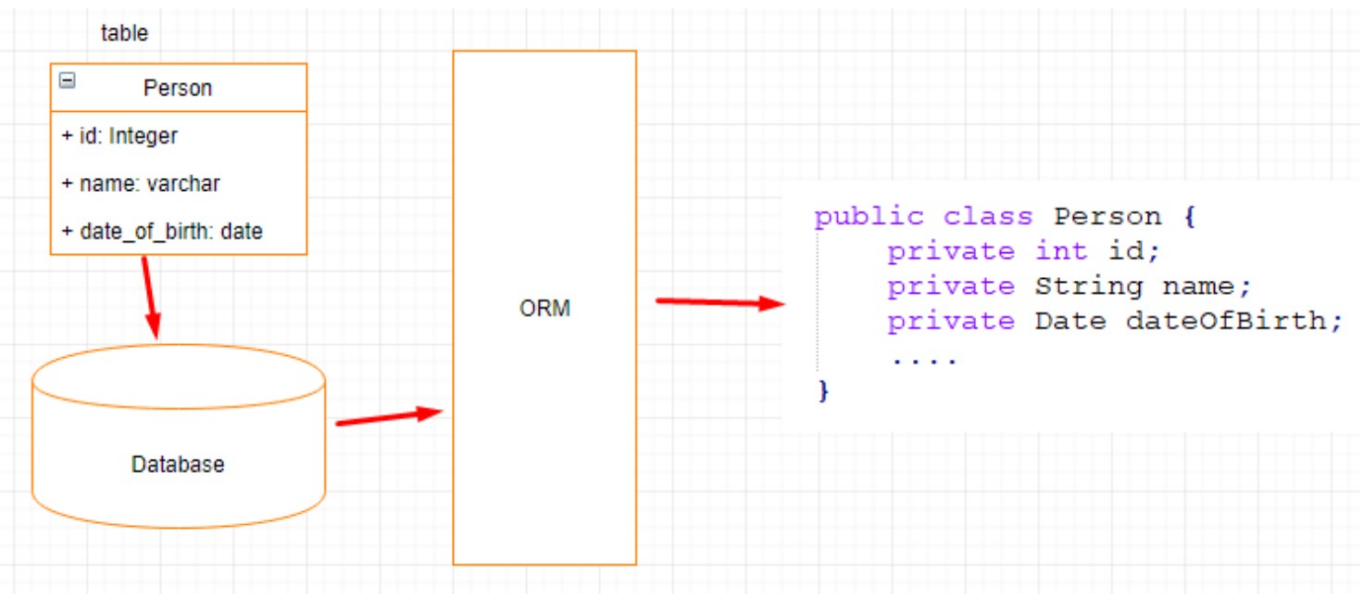 table
Person
+ id: Integer
+ name: varchar
+ date_of_birth: date
Database
ORM
public class Person {
    private int id;
    private String name;
    private Date dateOfBirth;
    ....
}